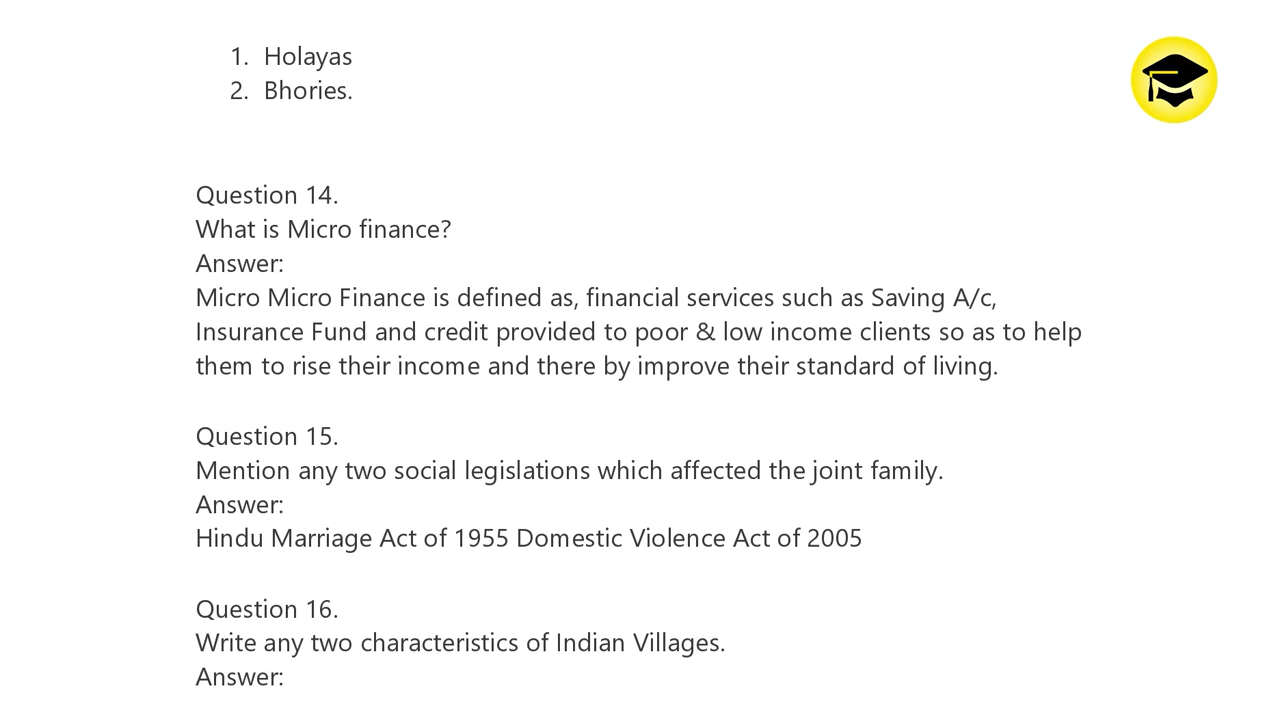 1. Holayas
2. Bhories.
Question 14.
What is Micro finance?
Answer:
Micro Micro Finance is defined as, financial services such as Saving A/c,
Insurance Fund and credit provided to poor & low income clients so as to help
them to rise their income and there by improve their standard of living.
Question 15.
Mention any two social legislations which affected the joint family.
Answer:
Hindu Marriage Act of 1955 Domestic Violence Act of 2005
Question 16.
Write any two characteristics of Indian Villages.
Answer: